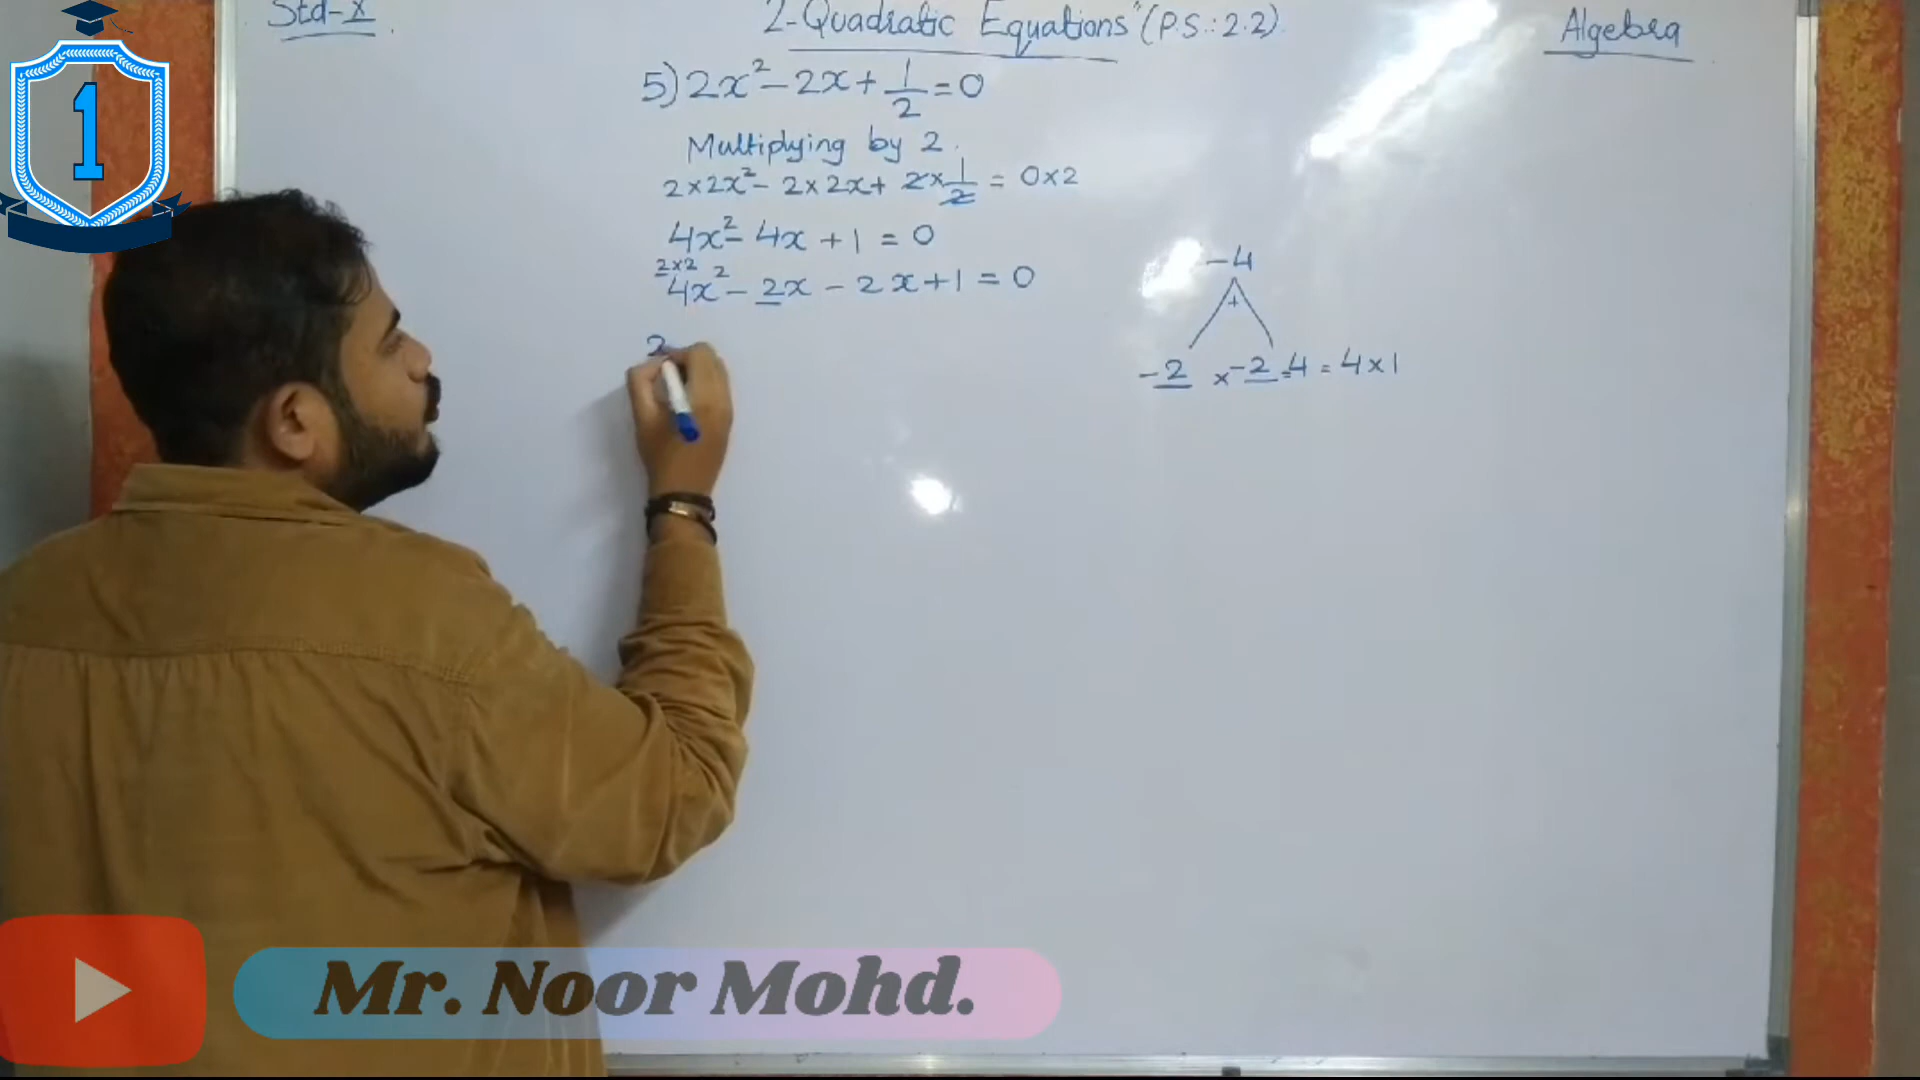 Std-X
2-Quadratic Equations" (P.S.:2.2)
Algebra
1
5) 2x² - 2x + 1/2 = 0
Multiplying by 2.
2×2x² - 2×2x + 2×1/2 = 0×2
4x² - 4x + 1 = 0
2×2
4x² - 2x - 2x + 1 = 0
-4
+
-2 × -2 = 4 = 4×1
2
Mr. Noor Mohd.